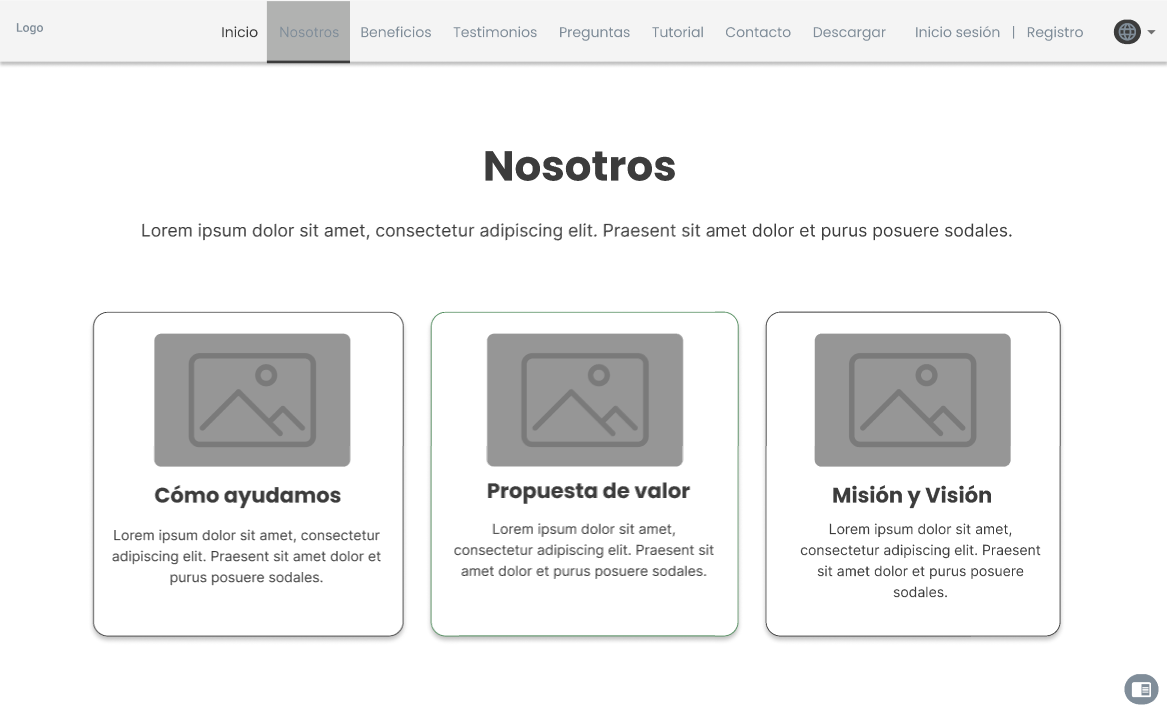 Logo
Inicio Nosotros Beneficios Testimonios Preguntas Tutorial Contacto Descargar Inicio sesión | Registro
Nosotros
Lorem ipsum dolor sit amet, consectetur adipiscing elit. Praesent sit amet dolor et purus posuere sodales.
Cómo ayudamos
Lorem ipsum dolor sit amet, consectetur
adipiscing elit. Praesent sit amet dolor et
purus posuere sodales.
Propuesta de valor
Lorem ipsum dolor sit amet,
consectetur adipiscing elit. Praesent sit
amet dolor et purus posuere sodales.
Misión y Visión
Lorem ipsum dolor sit amet,
consectetur adipiscing elit. Praesent
sit amet dolor et purus posuere
sodales.